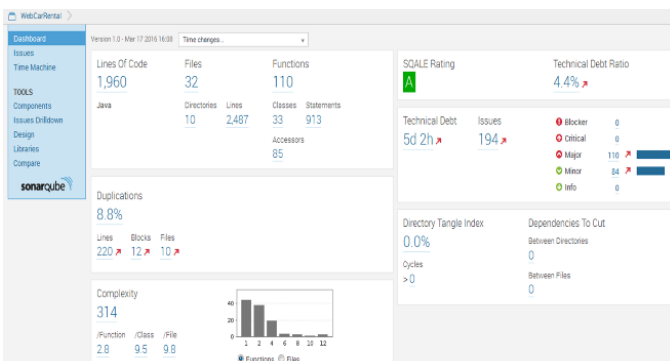 WebCarRental
Dashboard
Issues
Time Machine
TOOLS
Components
Issues Drilldown
Design
Libraries
Compare
sonarqube
Version 1.0 - Mar 17 2016 16:00 Time changes...
Lines Of Code Files Functions
1,960 32 110
Java Directories Lines Classes Statements
10 2,487 33 913
Accessors
85
Duplications
8.8%
Lines Blocks Files
220 12 10
Complexity
314
/Function /Class /File
2.8 9.5 9.8
40
20
0
1 2 4 6 8 10 12
Functions Files
SQALE Rating Technical Debt Ratio
A 4.4%
Technical Debt Issues
5d 2h 194
Blocker 0
Critical 0
Major 110
Minor 84
Info 0
Directory Tangle Index Dependencies To Cut
0.0% Between Directories
Cycles 0
>0 Between Files
0